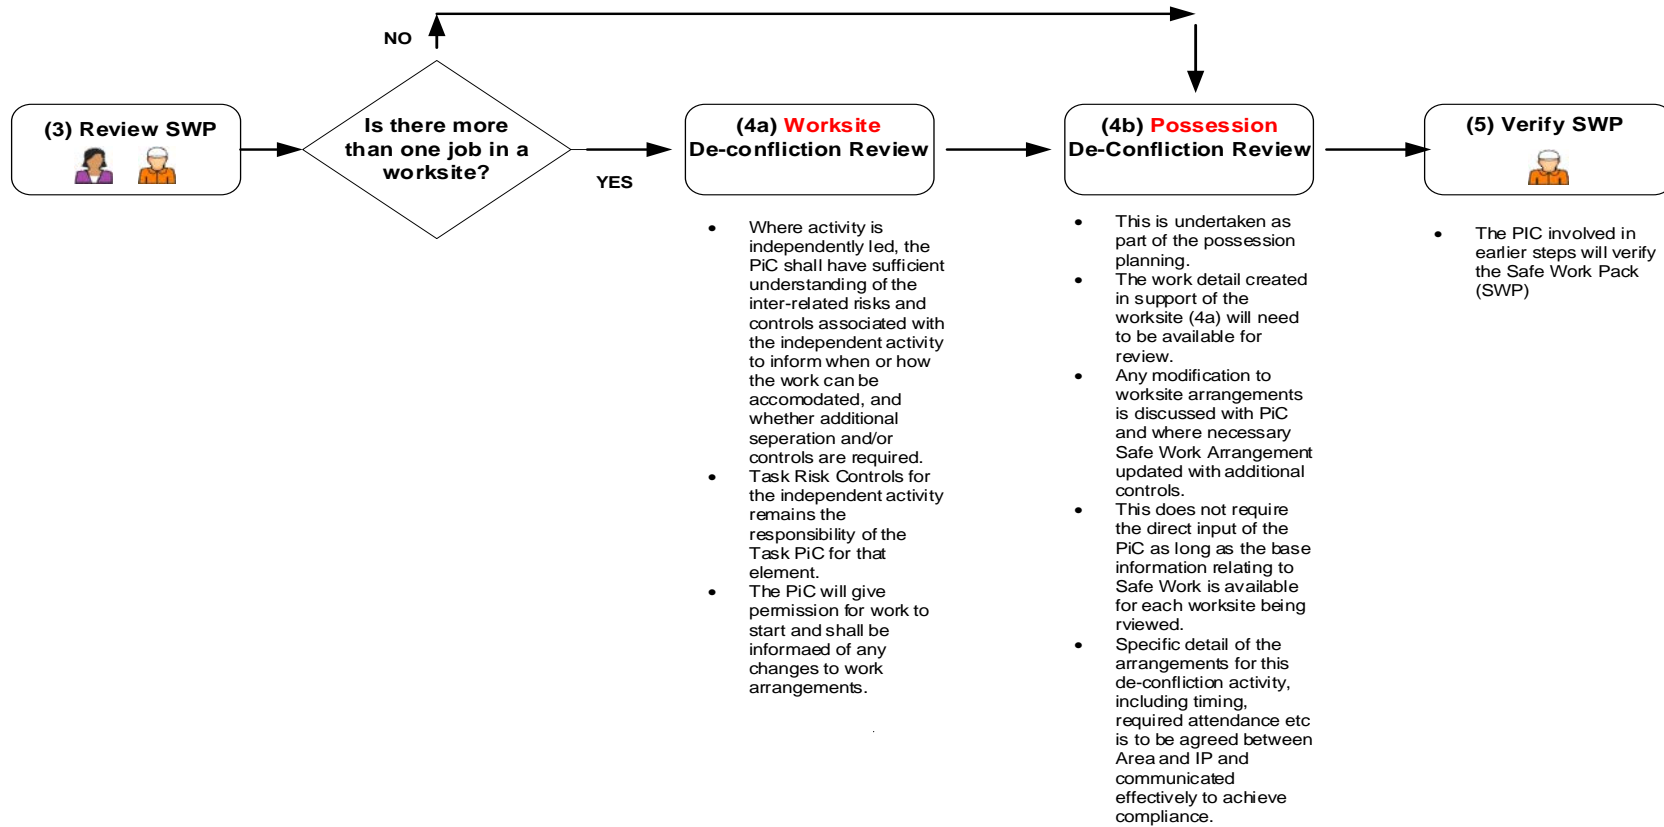 NO
(3) Review SWP
Is there more
than one job in a
worksite?
YES
(4a) Worksite
De-confliction Review
(4b) Possession
De-Confliction Review
(5) Verify SWP
• Where activity is
independently led, the
PiC shall have sufficient
understanding of the
inter-related risks and
controls associated with
the independent activity
to inform when or how
the work can be
accomodated, and
whether additional
seperation and/or
controls are required.
• Task Risk Controls for
the independent activity
remains the
responsibility of the
Task PiC for that
element.
• The PiC will give
permission for work to
start and shall be
informaed of any
changes to work
arrangements.
• This is undertaken as
part of the possession
planning.
• The work detail created
in support of the
worksite (4a) will need
to be available for
review.
• Any modification to
worksite arrangements
is discussed with PiC
and where necessary
Safe Work Arrangement
updated with additional
controls.
• This does not require
the direct input of the
PiC as long as the base
information relating to
Safe Work is available
for each worksite being
rviewed.
• Specific detail of the
arrangements for this
de-confliction activity,
including timing,
required attendance etc
is to be agreed between
Area and IP and
communicated
effectively to achieve
compliance.
• The PIC involved in
earlier steps will verify
the Safe Work Pack
(SWP)